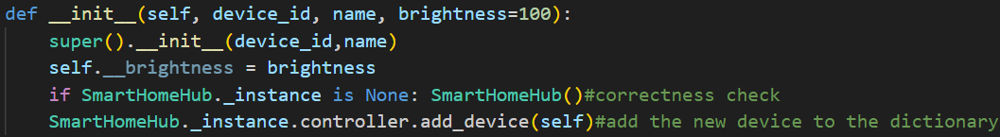 def __init__(self, device_id, name, brightness=100):
    super().__init__(device_id,name)
    self.__brightness = brightness
    if SmartHomeHub._instance is None: SmartHomeHub()#correctness check
    SmartHomeHub._instance.controller.add_device(self)#add the new device to the dictionary